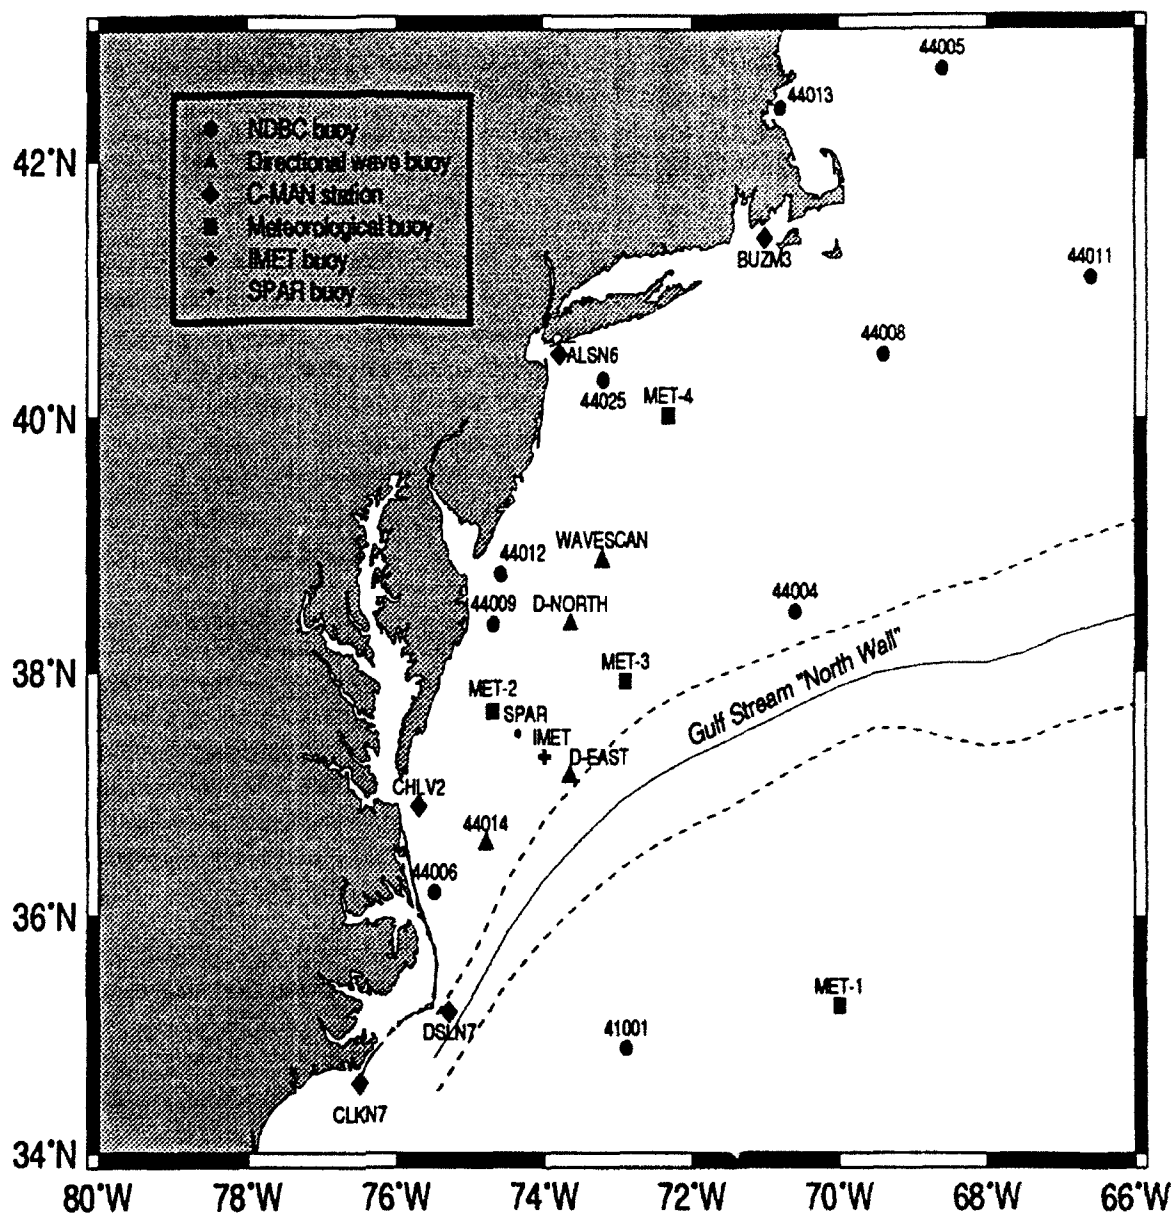 44005
44013
NDBC buoy
42°N
Directional wave buoy
C-MAN station
Meteorological buoy
BUZM3
44011
IMET buoy
SPAR buoy
44008
ALSN6
44025
MET-4
40°N
WAVESCAN
44012
44009
D-NORTH
44004
MET-3
38°N
Gulf Stream "North Wall"
MET-2
SPAR
IMET
D-EAST
CHLV2
44014
44006
36°N
MET-1
DSLN7
41001
CLKN7
34°N
80°W 78°W 76°W 74°W 72°W 70°W 68°W 66°W